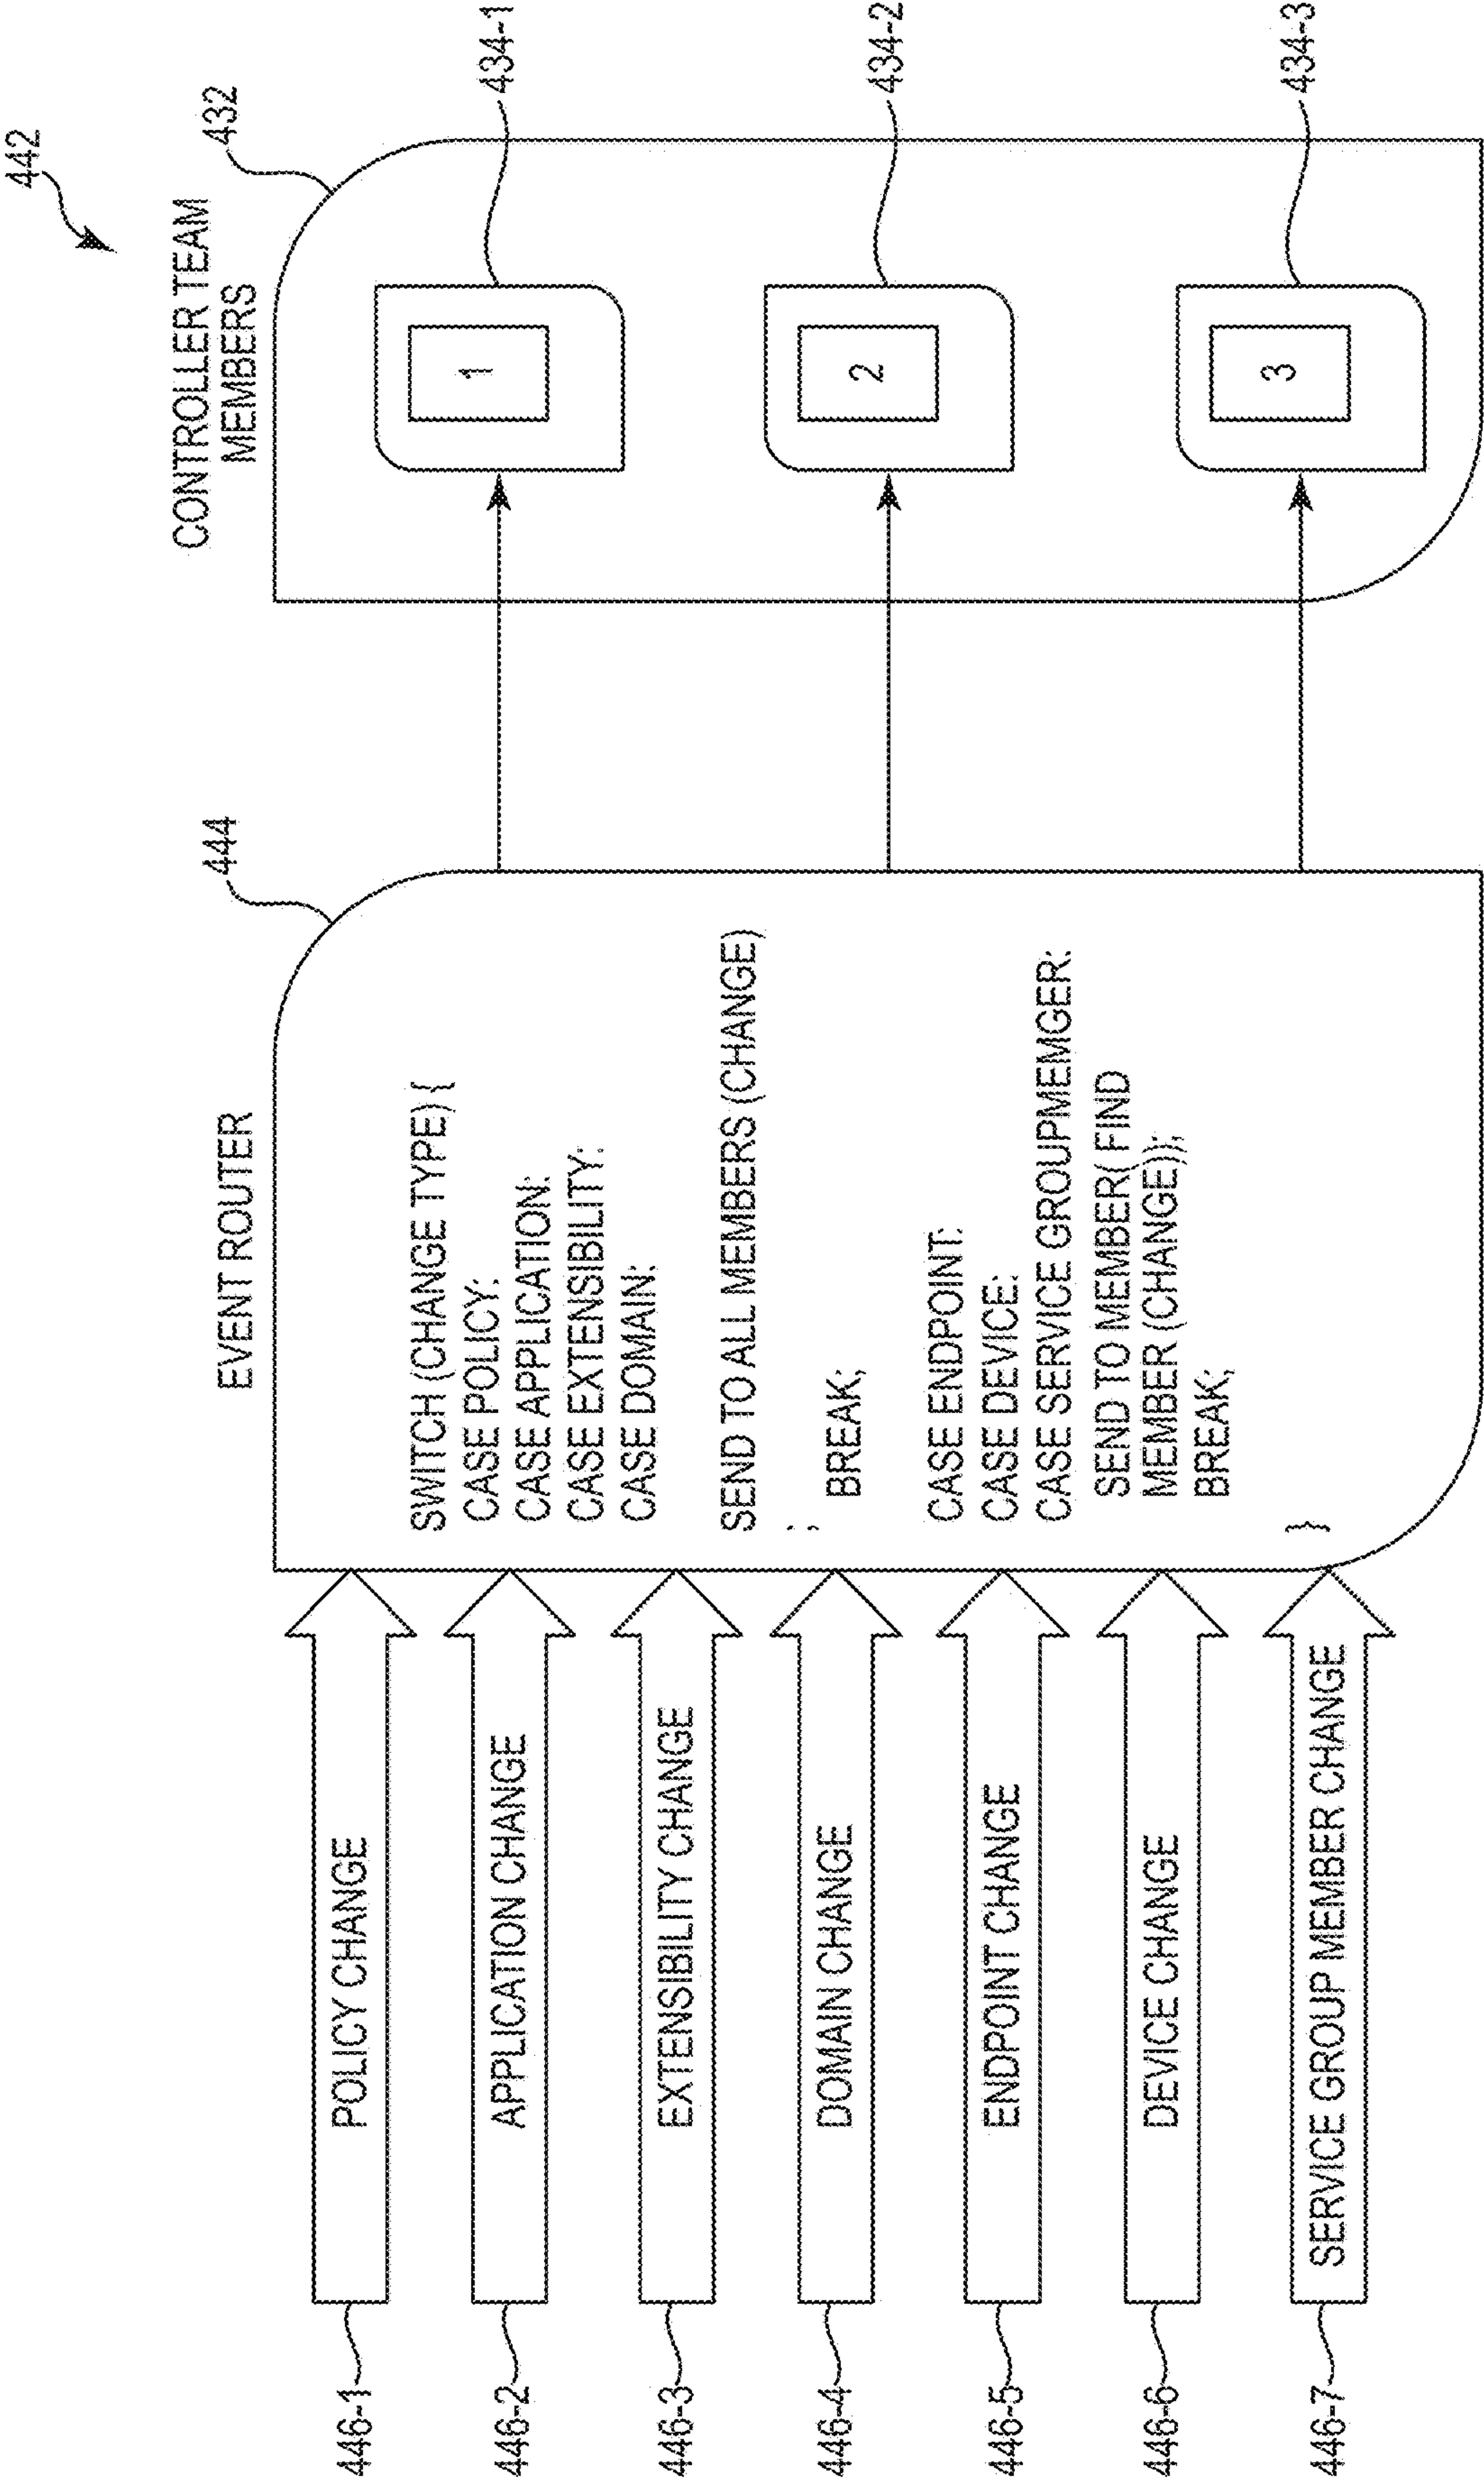 442
CONTROLLER TEAM
MEMBERS
432
434-1
434-2
434-3
1
2
3
EVENT ROUTER
444
SWITCH (CHANGE TYPE) {
CASE POLICY:
CASE APPLICATION:
CASE EXTENSIBILITY:
CASE DOMAIN:
SEND TO ALL MEMBERS (CHANGE)
;
BREAK;
CASE ENDPOINT:
CASE DEVICE:
CASE SERVICE GROUPMEMGER:
SEND TO MEMBER( FIND
MEMBER (CHANGE));
BREAK;
}
POLICY CHANGE
APPLICATION CHANGE
EXTENSIBILITY CHANGE
DOMAIN CHANGE
ENDPOINT CHANGE
DEVICE CHANGE
SERVICE GROUP MEMBER CHANGE
446-1
446-2
446-3
446-4
446-5
446-6
446-7